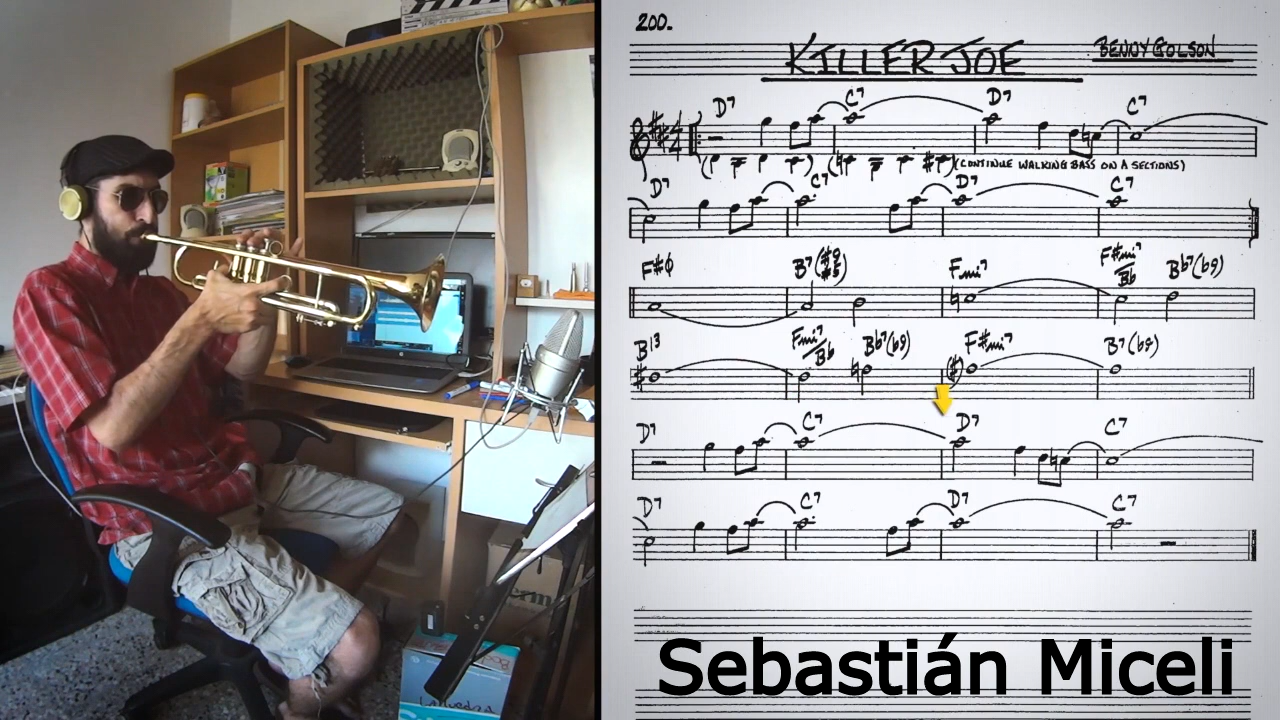 200.
KILLER JOE
BENNY GOLSON
D7 C7 D7 C7
(CONTINUE WALKING BASS ON A SECTIONS)
D7 C7 D7 C7
F#ø B7(#9 #5) Fmi7 F#mi7/Bb Bb7(b9)
B13 Fmi7/Bb Bb7(b9) F#mi7 B7(b9)
D7 C7 D7 C7
D7 C7 D7 C7
Sebastián Miceli